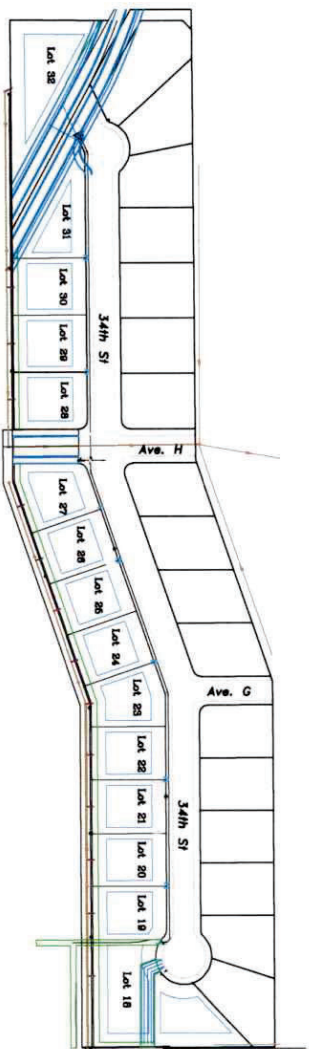 Lot 32
Lot 31
Lot 30
34th St
Lot 29
Lot 28
Ave. H
Lot 27
Lot 26
Lot 25
Lot 24
Ave. G
Lot 23
Lot 22
34th St
Lot 21
Lot 20
Lot 19
Lot 18